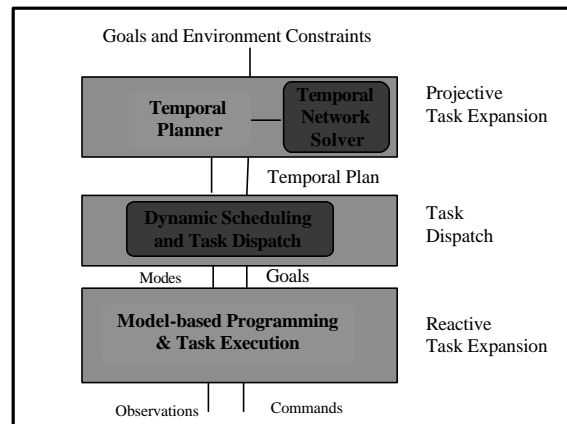 Goals and Environment Constraints
Temporal
Planner
Temporal
Network
Solver
Projective
Task Expansion
Temporal Plan
Dynamic Scheduling
and Task Dispatch
Task
Dispatch
Modes
Goals
Model-based Programming
& Task Execution
Reactive
Task Expansion
Observations
Commands